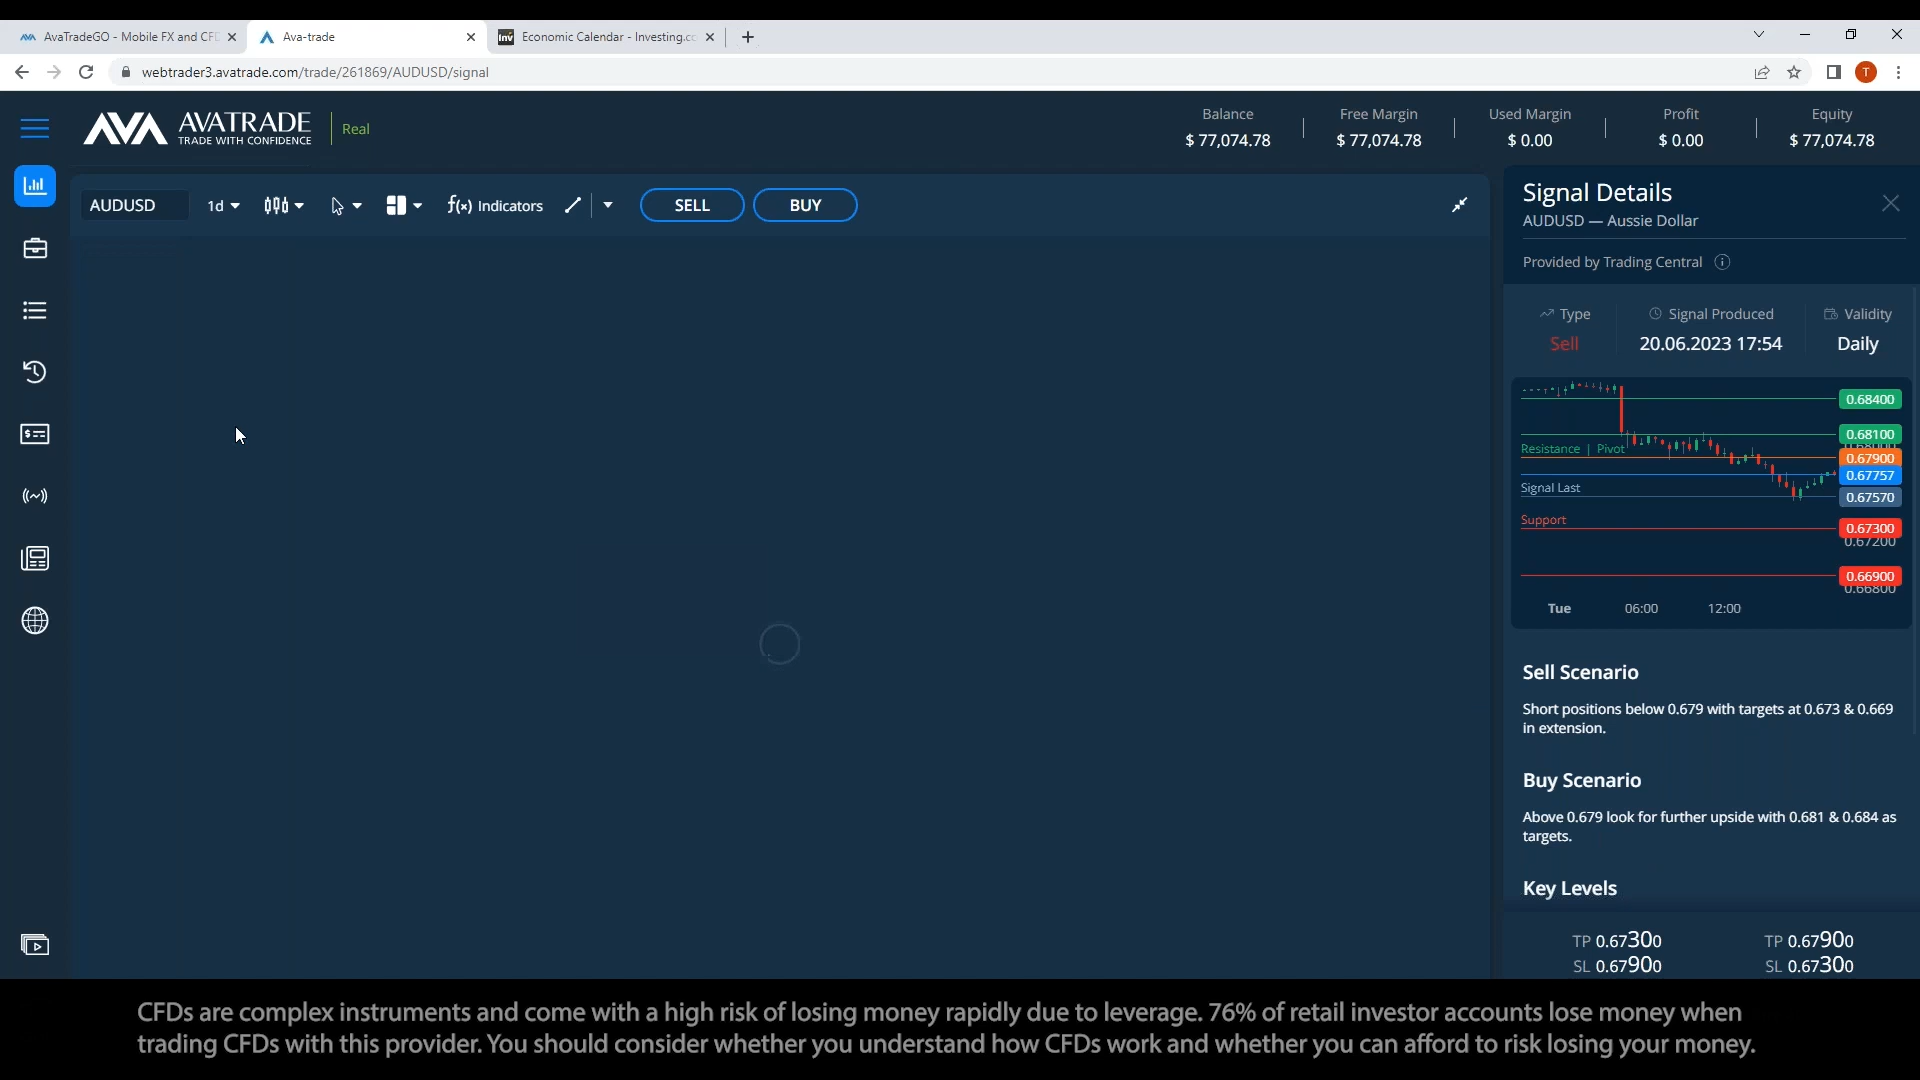 AvaTradeGO - Mobile FX and CFD
Ava-trade
Economic Calendar - Investing.co
webtrader3.avatrade.com/trade/261869/AUDUSD/signal
T
AVA AVATRADE
TRADE WITH CONFIDENCE
Real
Balance
$ 77,074.78
Free Margin
$ 77,074.78
Used Margin
$ 0.00
Profit
$ 0.00
Equity
$ 77,074.78
AUDUSD 1d f(x) Indicators SELL BUY
Signal Details
AUDUSD — Aussie Dollar
Provided by Trading Central
Type Signal Produced Validity
Sell 20.06.2023 17:54 Daily
0.68400
0.68100
Resistance | Pivot
0.67900
0.67757
Signal Last
0.67570
Support
0.67300
0.67200
0.66900
0.66800
Tue 06:00 12:00
Sell Scenario
Short positions below 0.679 with targets at 0.673 & 0.669
in extension.
Buy Scenario
Above 0.679 look for further upside with 0.681 & 0.684 as
targets.
Key Levels
TP 0.67300 TP 0.67900
SL 0.67900 SL 0.67300
CFDs are complex instruments and come with a high risk of losing money rapidly due to leverage. 76% of retail investor accounts lose money when
trading CFDs with this provider. You should consider whether you understand how CFDs work and whether you can afford to risk losing your money.